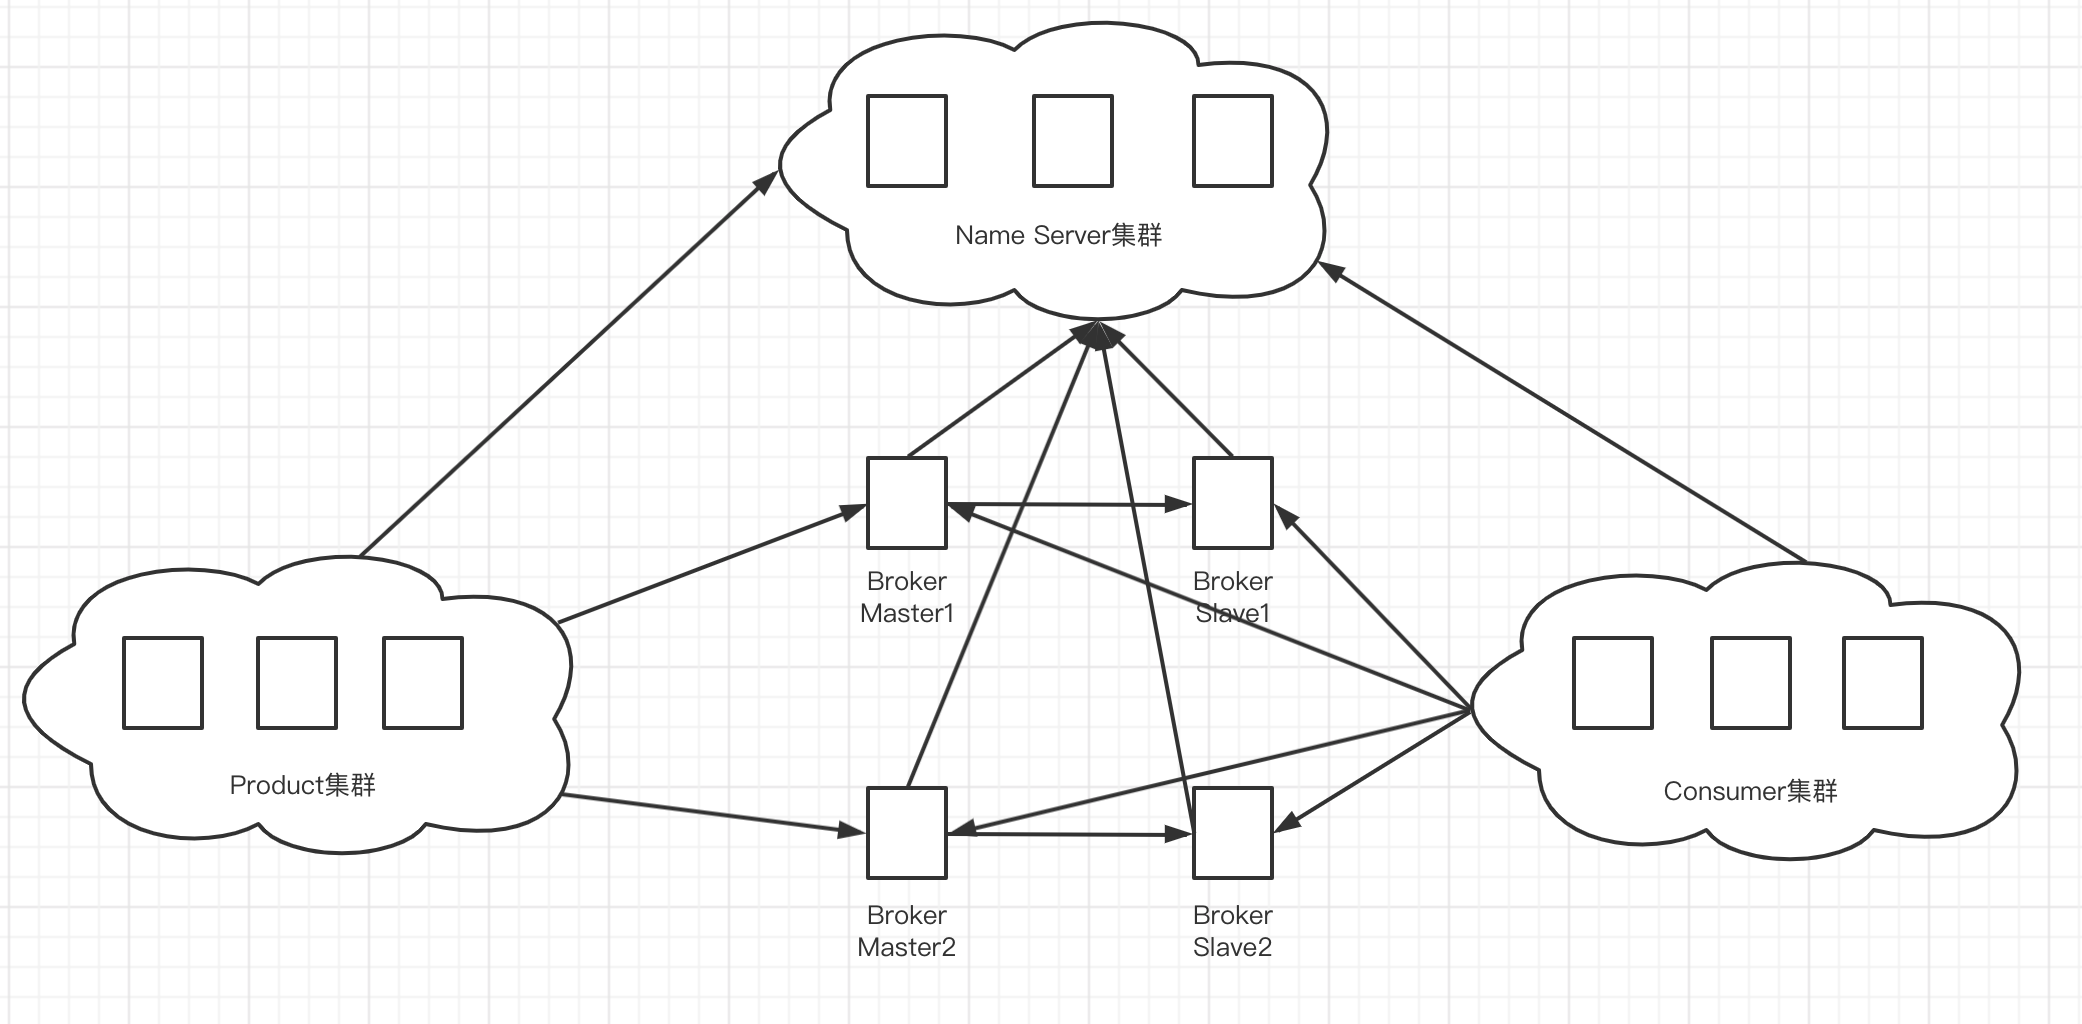 Name Server集群
Broker
Master1
Broker
Slave1
Product集群
Consumer集群
Broker
Master2
Broker
Slave2